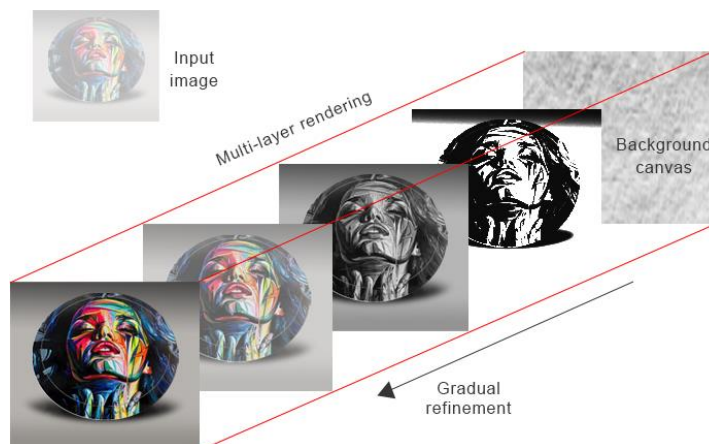 Input
image
Multi-layer rendering
Background
canvas
Gradual
refinement